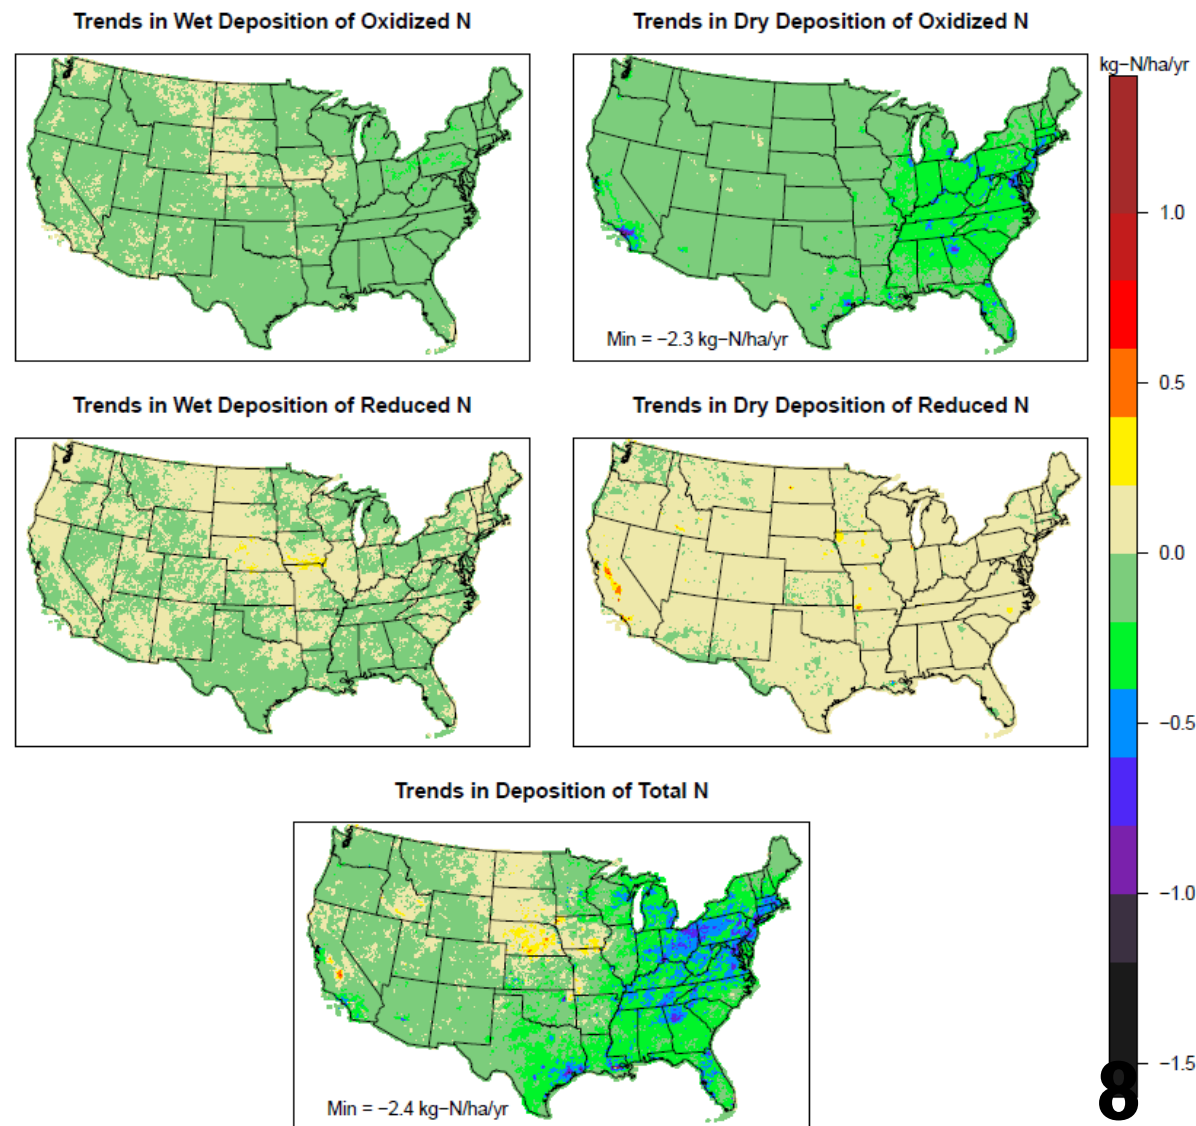 Trends in Wet Deposition of Oxidized N
Trends in Dry Deposition of Oxidized N
kg−N/ha/yr
1.0
0.5
0.0
−0.5
−1.0
−1.5
Min = −2.3 kg−N/ha/yr
Trends in Wet Deposition of Reduced N
Trends in Dry Deposition of Reduced N
Trends in Deposition of Total N
Min = −2.4 kg−N/ha/yr
8